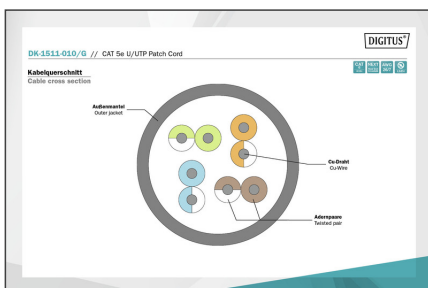 DIGITUS®
DK-1511-010/G // CAT 5e U/UTP Patch Cord
Kabelquerschnitt
Cable cross section
Außenmantel
Outer jacket
Cu-Draht
Cu-Wire
Adernpaare
Twisted pair